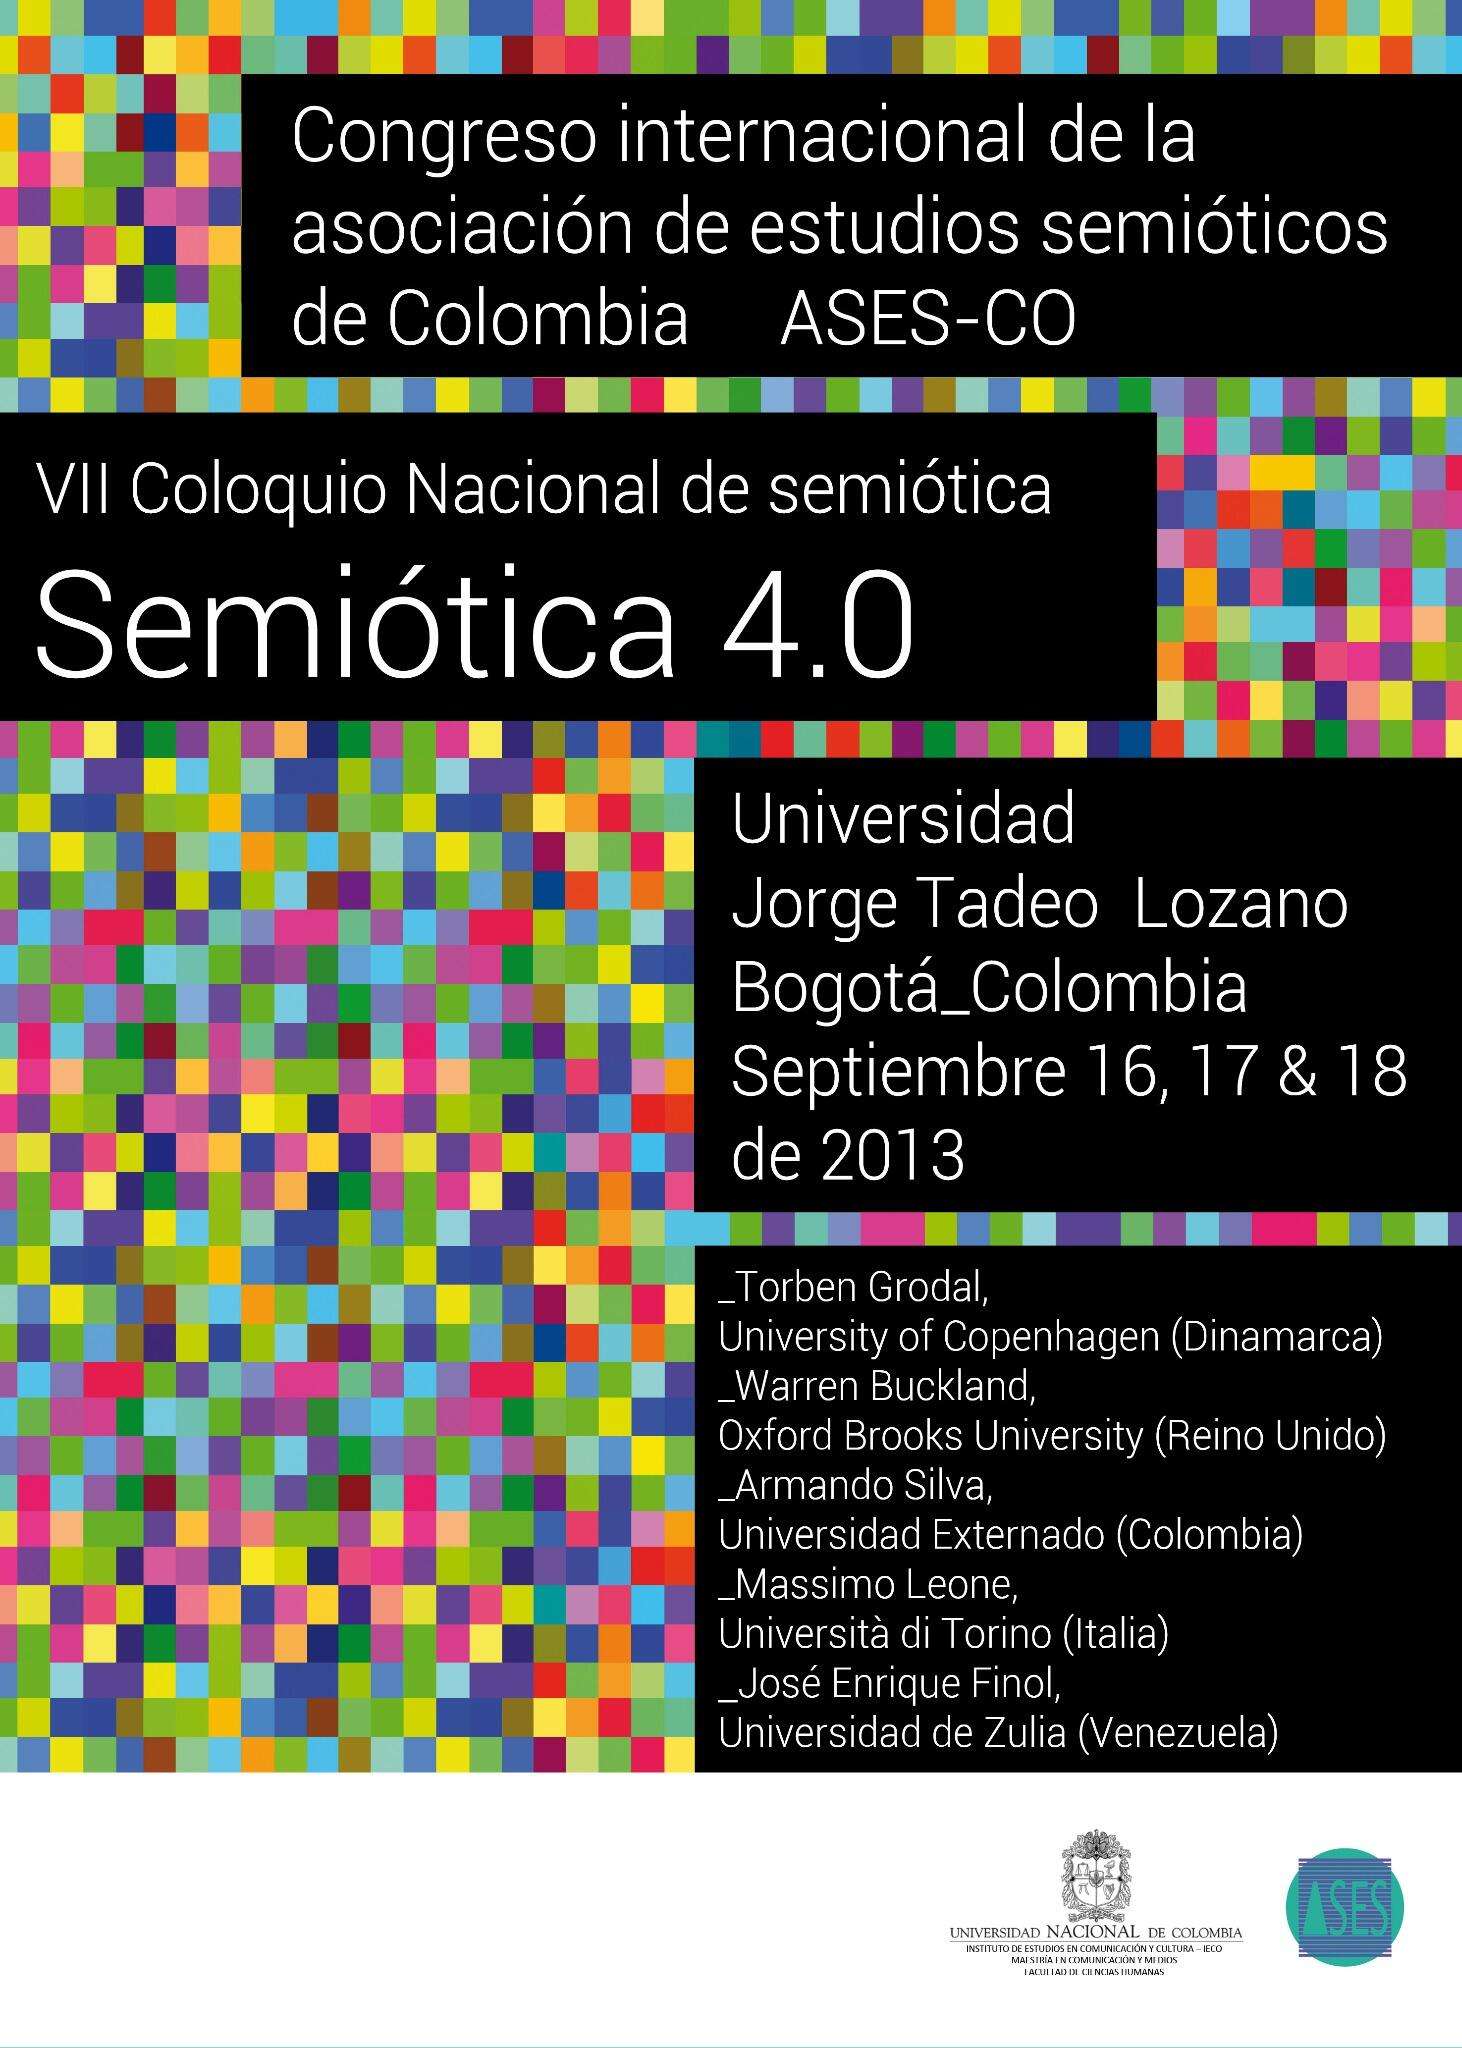 Congreso internacional de la
asociación de estudios semióticos
de Colombia ASES-CO
VII Coloquio Nacional de semiótica
Semiótica 4.0
Universidad
Jorge Tadeo Lozano
Bogotá_Colombia
Septiembre 16, 17 & 18
de 2013
_Torben Grodal,
University of Copenhagen (Dinamarca)
_Warren Buckland,
Oxford Brooks University (Reino Unido)
_Armando Silva,
Universidad Externado (Colombia)
_Massimo Leone,
Università di Torino (Italia)
_José Enrique Finol,
Universidad de Zulia (Venezuela)
UNIVERSIDAD NACIONAL DE COLOMBIA
INSTITUTO DE ESTUDIOS EN COMUNICACIÓN Y CULTURA – IECO
MAESTRÍA EN COMUNICACIÓN Y MEDIOS
FACULTAD DE CIENCIAS HUMANAS
ASES